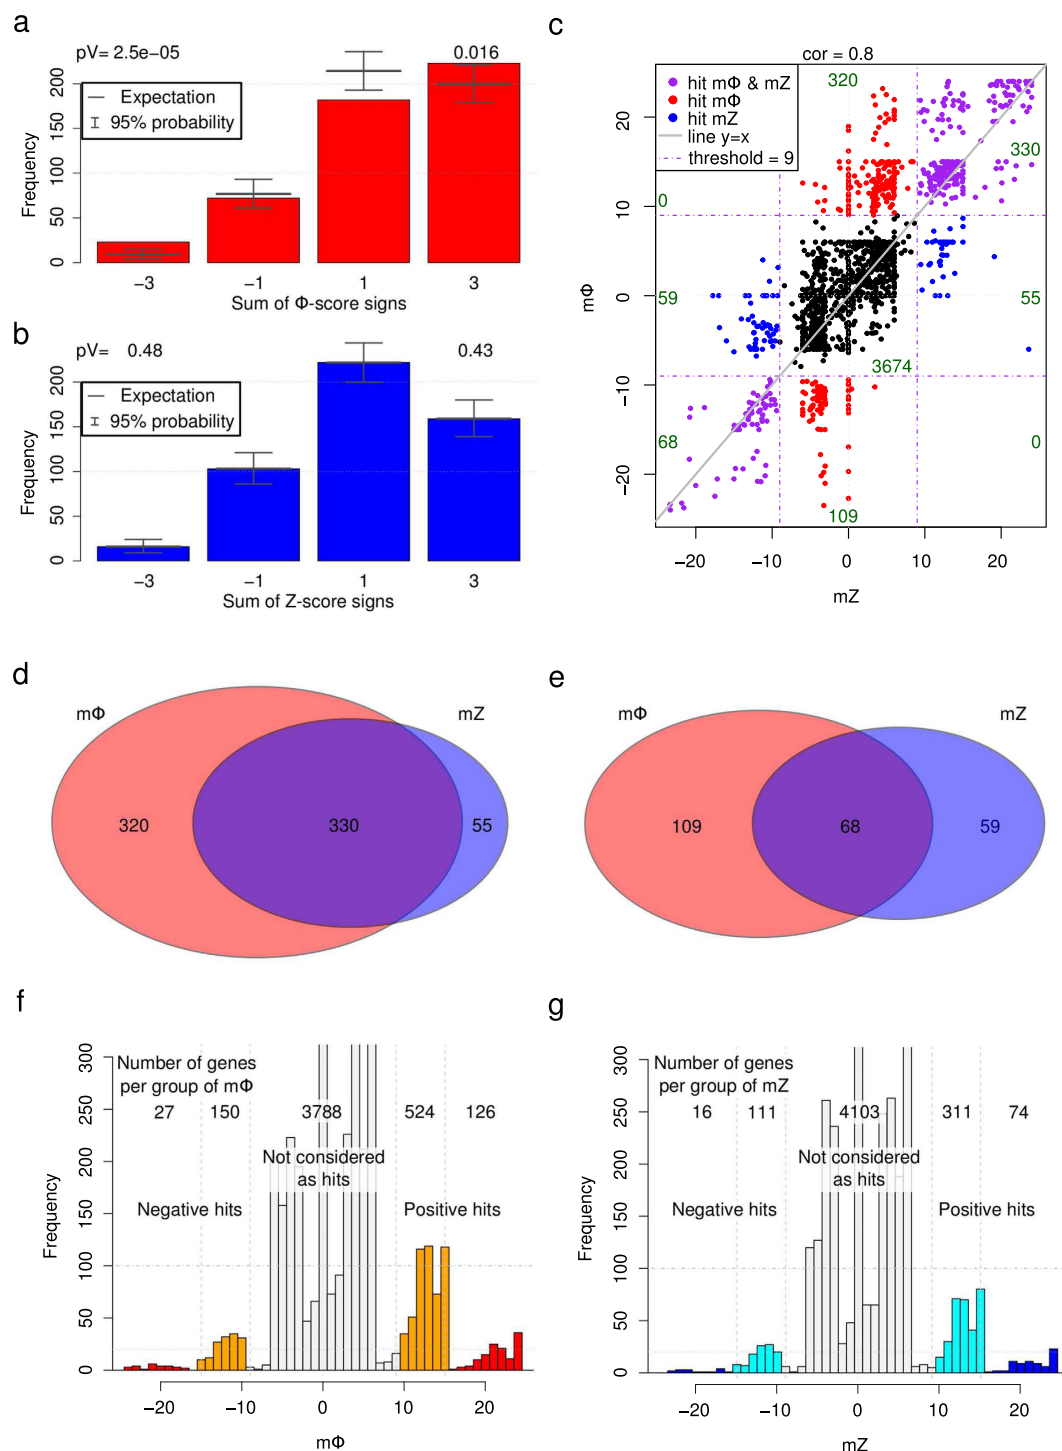 a
pV= 2.5e−05
0.016
Expectation
95% probability
Frequency
0
50
100
150
200
−3
−1
1
3
Sum of Φ-score signs
b
pV=
0.48
0.43
Expectation
95% probability
Frequency
0
50
100
150
200
−3
−1
1
3
Sum of Z-score signs
c
cor = 0.8
hit mΦ & mZ
hit mΦ
hit mZ
line y=x
threshold = 9
320
330
0
59
55
3674
68
0
109
mΦ
−20
−10
0
10
20
−20
−10
0
10
20
mZ
d
mΦ
mZ
320
330
55
e
mΦ
mZ
109
68
59
f
Number of genes
per group of mΦ
27
150
3788
524
126
Not considered
as hits
Negative hits
Positive hits
Frequency
0
50
100
150
200
250
300
−20
−10
0
10
20
mΦ
g
Number of genes
per group of mZ
16
111
4103
311
74
Not considered
as hits
Negative hits
Positive hits
Frequency
0
50
100
150
200
250
300
−20
−10
0
10
20
mZ